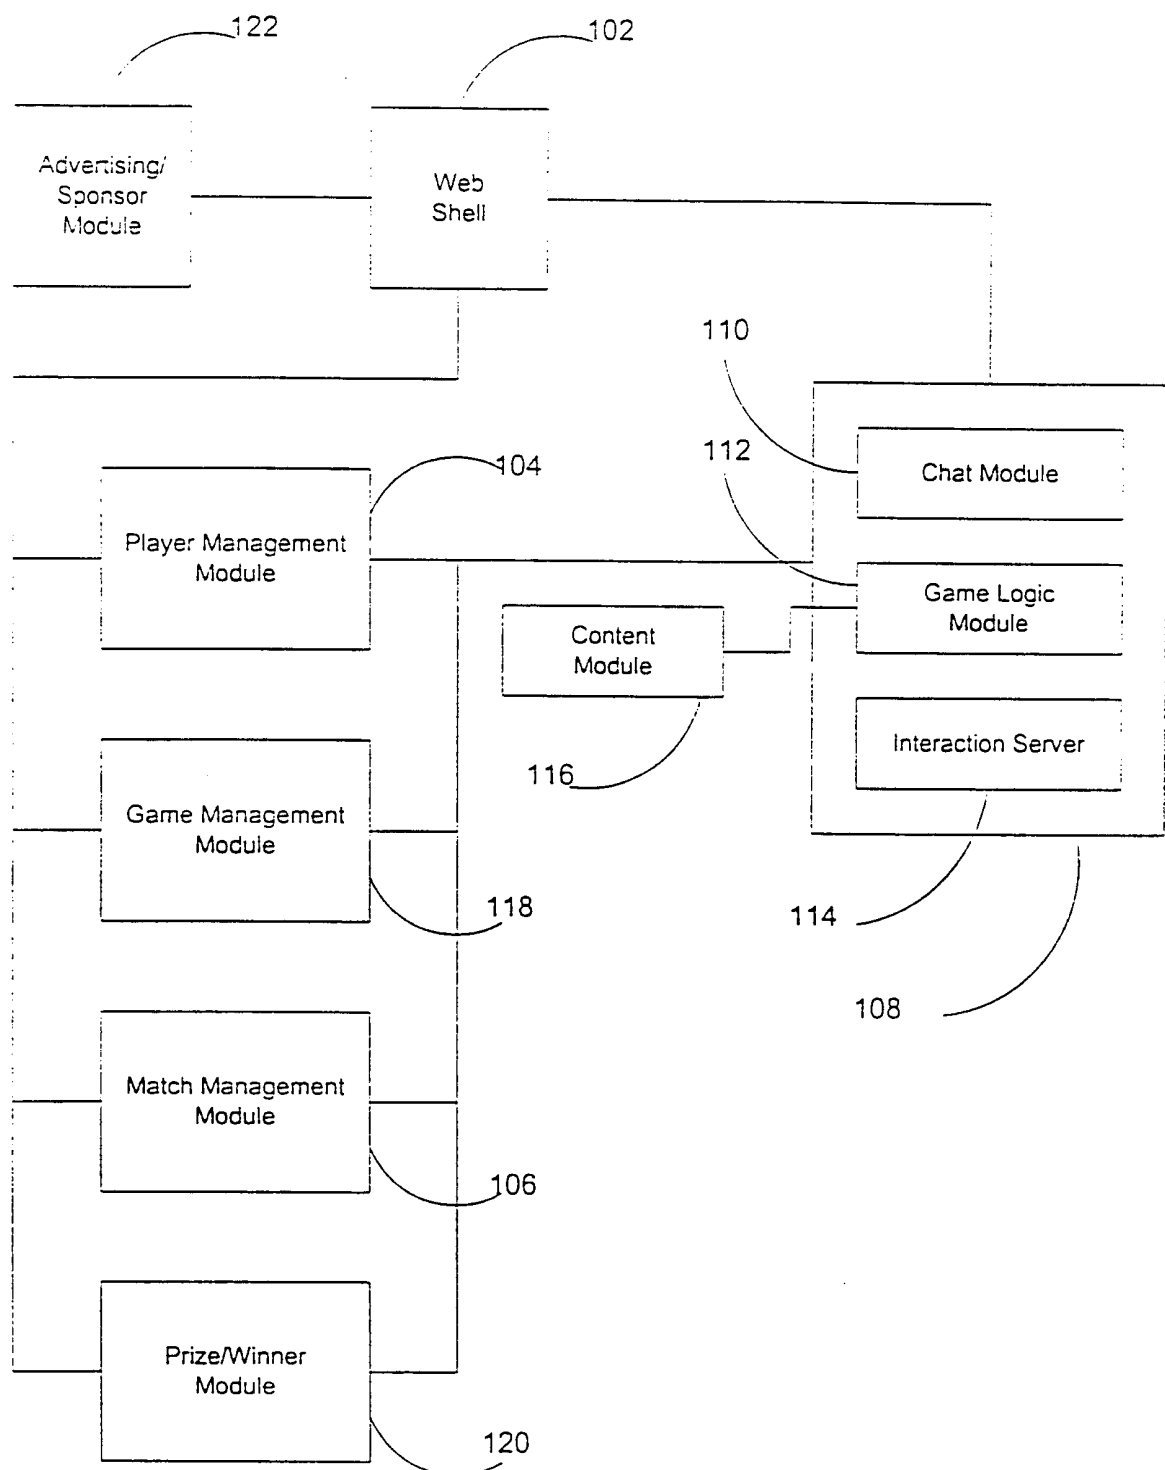 122
102
Advertising/
Sponsor
Module
Web
Shell
110
Chat Module
112
104
Player Management
Module
Game Logic
Module
Content
Module
Interaction Server
116
Game Management
Module
118
114
108
Match Management
Module
106
Prize/Winner
Module
120